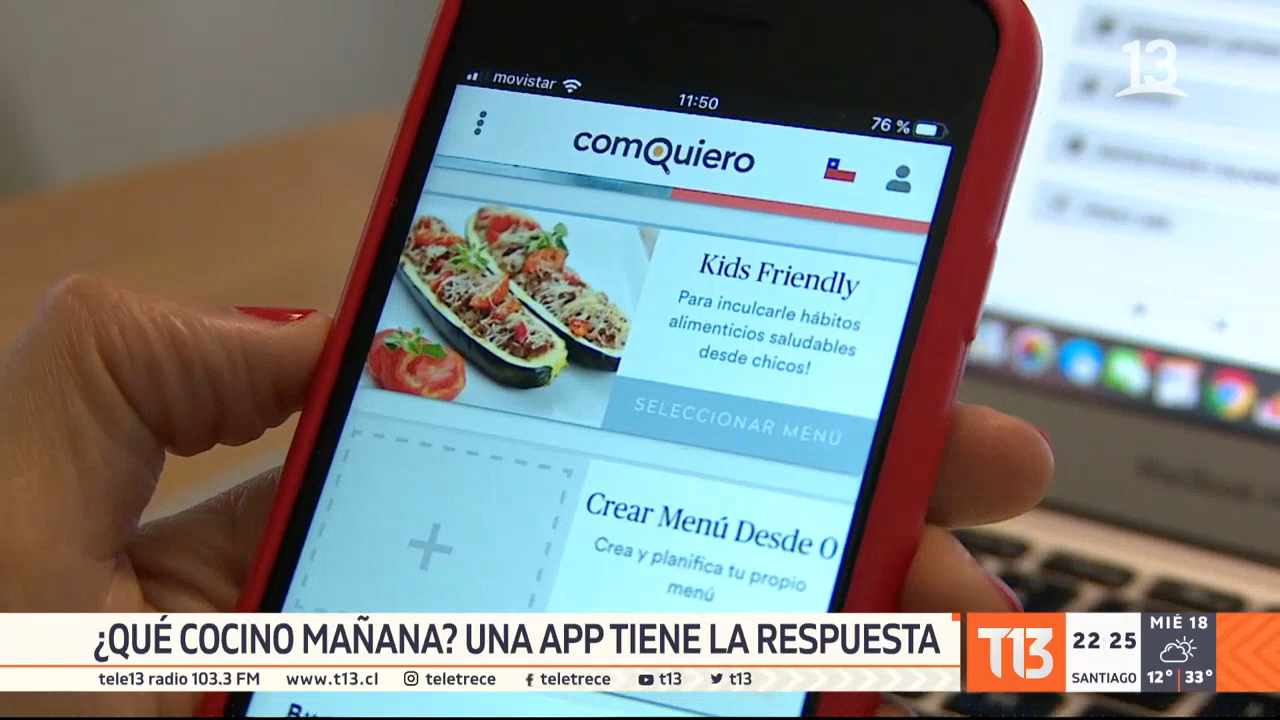 13
movistar
11:50
76 %
comQuiero
Kids Friendly
Para inculcarle hábitos
alimenticios saludables
desde chicos!
SELECCIONAR MENÚ
Crear Menú Desde 0
Crea y planifica tu propio
menú
¿QUÉ COCINO MAÑANA? UNA APP TIENE LA RESPUESTA
tele13 radio 103.3 FM www.t13.cl teletrece teletrece t13 t13
T13
22 25
SANTIAGO
MIÉ 18
12° 33°